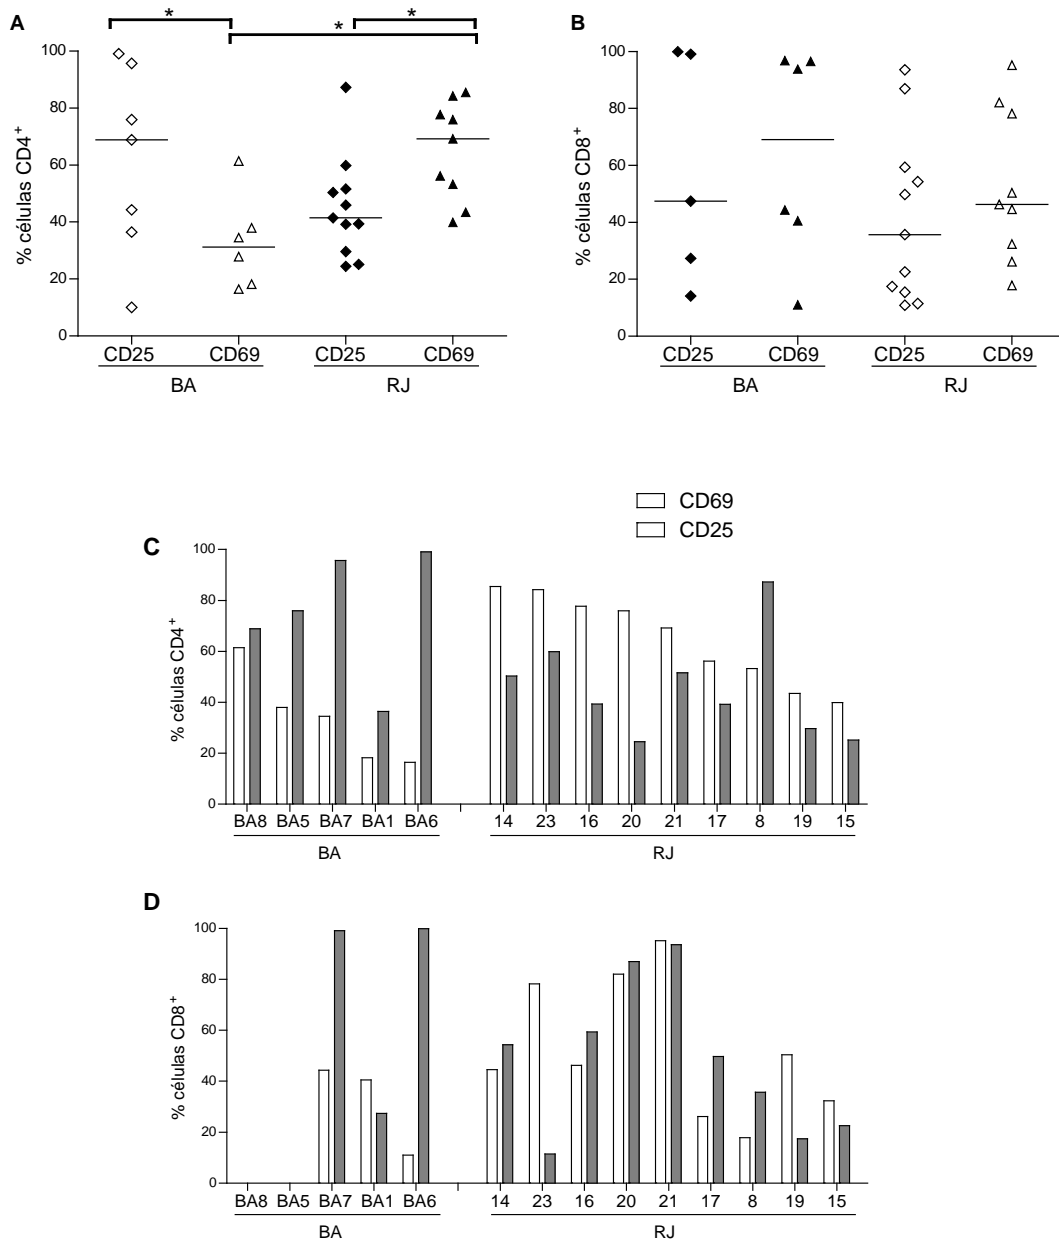 A
* * *
% células CD4+
100
80
60
40
20
0
CD25 CD69 CD25 CD69
BA RJ
B
% células CD8+
100
80
60
40
20
0
CD25 CD69 CD25 CD69
BA RJ
CD69
CD25
C
% células CD4+
100
80
60
40
20
0
BA8 BA5 BA7 BA1 BA6 14 23 16 20 21 17 8 19 15
BA RJ
D
% células CD8+
100
80
60
40
20
0
BA8 BA5 BA7 BA1 BA6 14 23 16 20 21 17 8 19 15
BA RJ